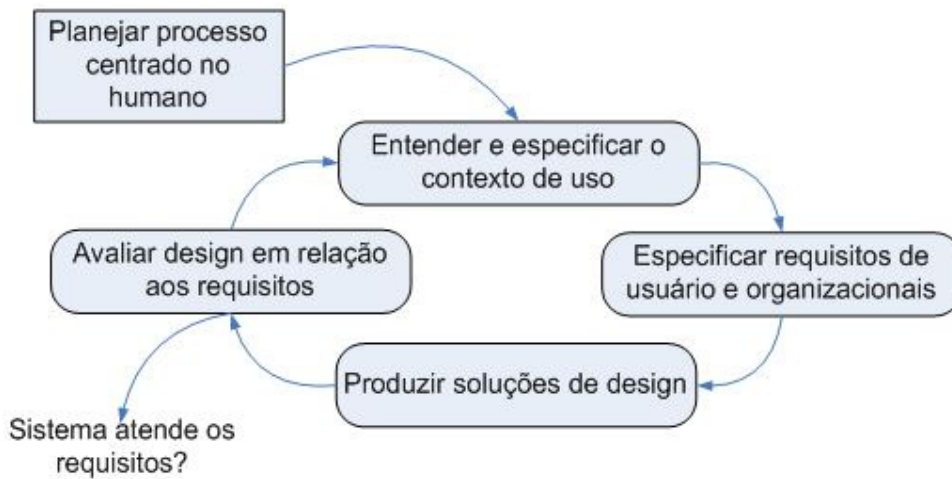 Planejar processo
centrado no
humano
Entender e especificar o
contexto de uso
Avaliar design em relação
aos requisitos
Especificar requisitos de
usuário e organizacionais
Produzir soluções de design
Sistema atende os
requisitos?